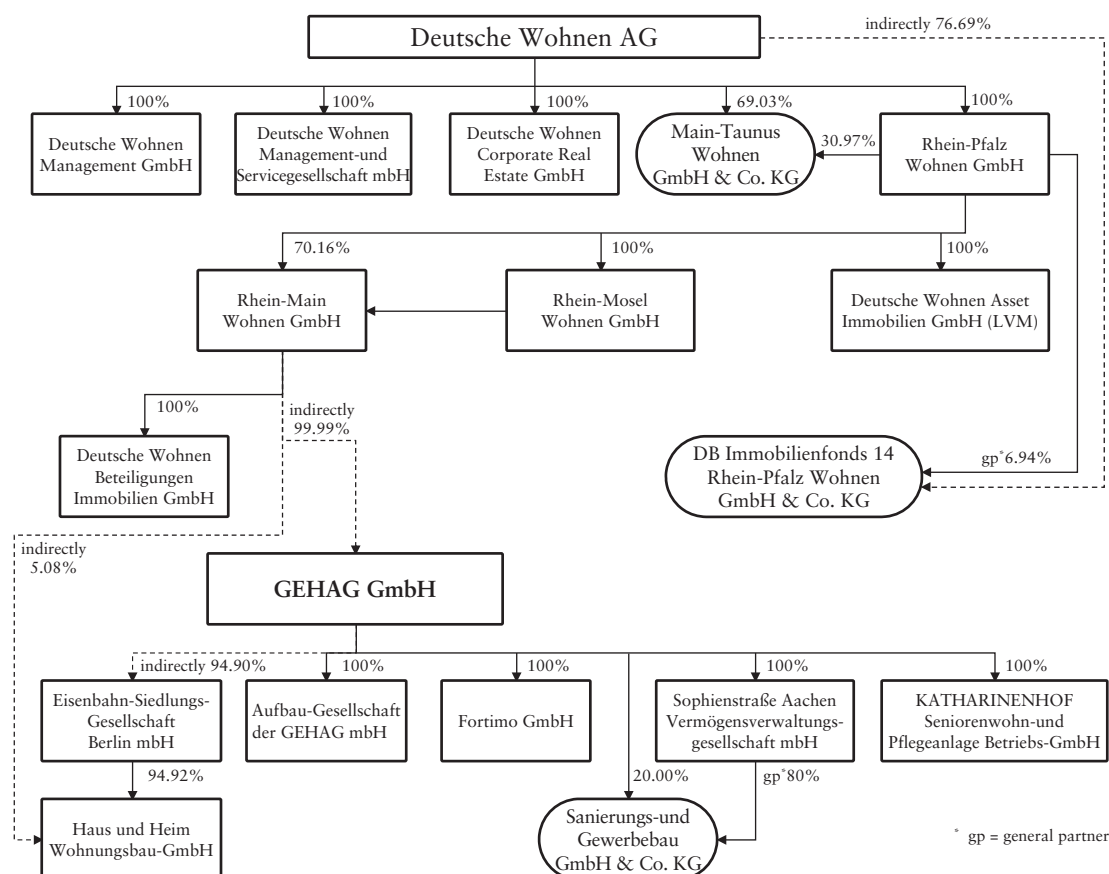 indirectly 76.69%
Deutsche Wohnen AG
100%
100%
100%
69.03%
100%
Deutsche Wohnen
Management GmbH
Deutsche Wohnen
Management-und
Servicegesellschaft mbH
Deutsche Wohnen
Corporate Real
Estate GmbH
Main-Taunus
Wohnen
GmbH & Co. KG
30.97%
Rhein-Pfalz
Wohnen GmbH
70.16%
100%
100%
Rhein-Main
Wohnen GmbH
Rhein-Mosel
Wohnen GmbH
Deutsche Wohnen Asset
Immobilien GmbH (LVM)
100%
indirectly
99.99%
Deutsche Wohnen
Beteiligungen
Immobilien GmbH
DB Immobilienfonds 14
Rhein-Pfalz Wohnen
GmbH & Co. KG
gp*6.94%
indirectly
5.08%
GEHAG GmbH
indirectly 94.90%
100%
100%
100%
100%
Eisenbahn-Siedlungs-
Gesellschaft
Berlin mbH
Aufbau-Gesellschaft
der GEHAG mbH
Fortimo GmbH
Sophienstraße Aachen
Vermögensverwaltungs-
gesellschaft mbH
KATHARINENHOF
Seniorenwohn-und
Pflegeanlage Betriebs-GmbH
94.92%
20.00%
gp*80%
Haus und Heim
Wohnungsbau-GmbH
Sanierungs-und
Gewerbebau
GmbH & Co. KG
* gp = general partner